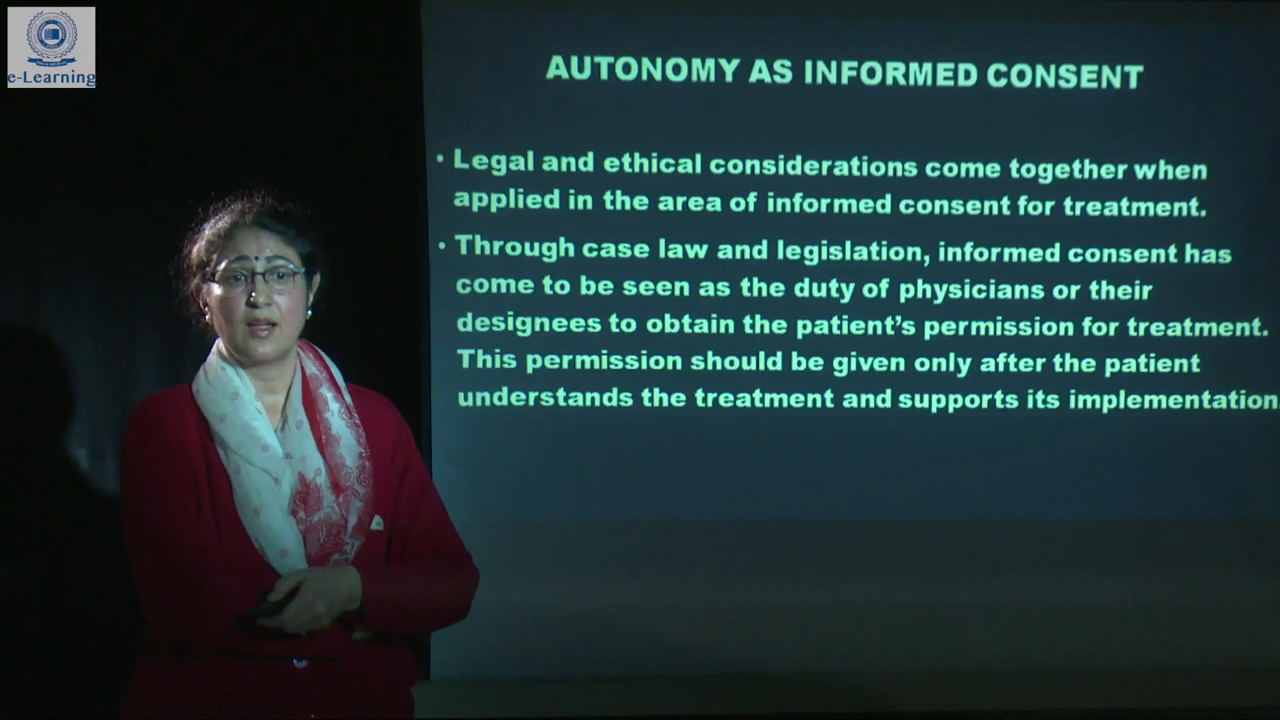 e-Learning
AUTONOMY AS INFORMED CONSENT
• Legal and ethical considerations come together when
applied in the area of informed consent for treatment.
• Through case law and legislation, informed consent has
come to be seen as the duty of physicians or their
designees to obtain the patient's permission for treatment.
This permission should be given only after the patient
understands the treatment and supports its implementation